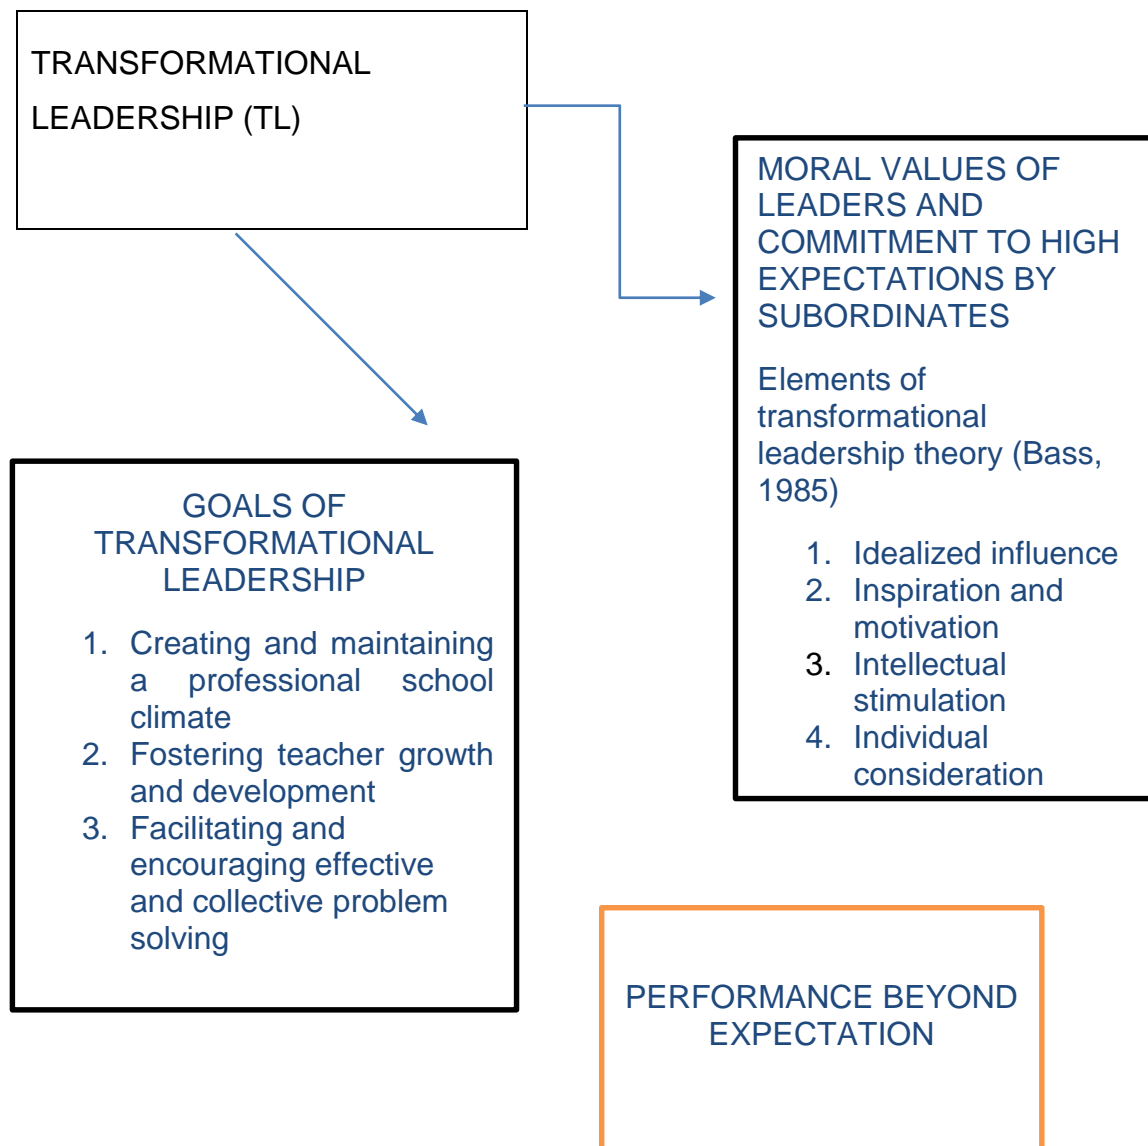 TRANSFORMATIONAL
LEADERSHIP (TL)
MORAL VALUES OF
LEADERS AND
COMMITMENT TO HIGH
EXPECTATIONS BY
SUBORDINATES
Elements of
transformational
leadership theory (Bass,
1985)
1. Idealized influence
2. Inspiration and
motivation
3. Intellectual
stimulation
4. Individual
consideration
GOALS OF
TRANSFORMATIONAL
LEADERSHIP
1. Creating and maintaining
a professional school
climate
2. Fostering teacher growth
and development
3. Facilitating and
encouraging effective
and collective problem
solving
PERFORMANCE BEYOND
EXPECTATION